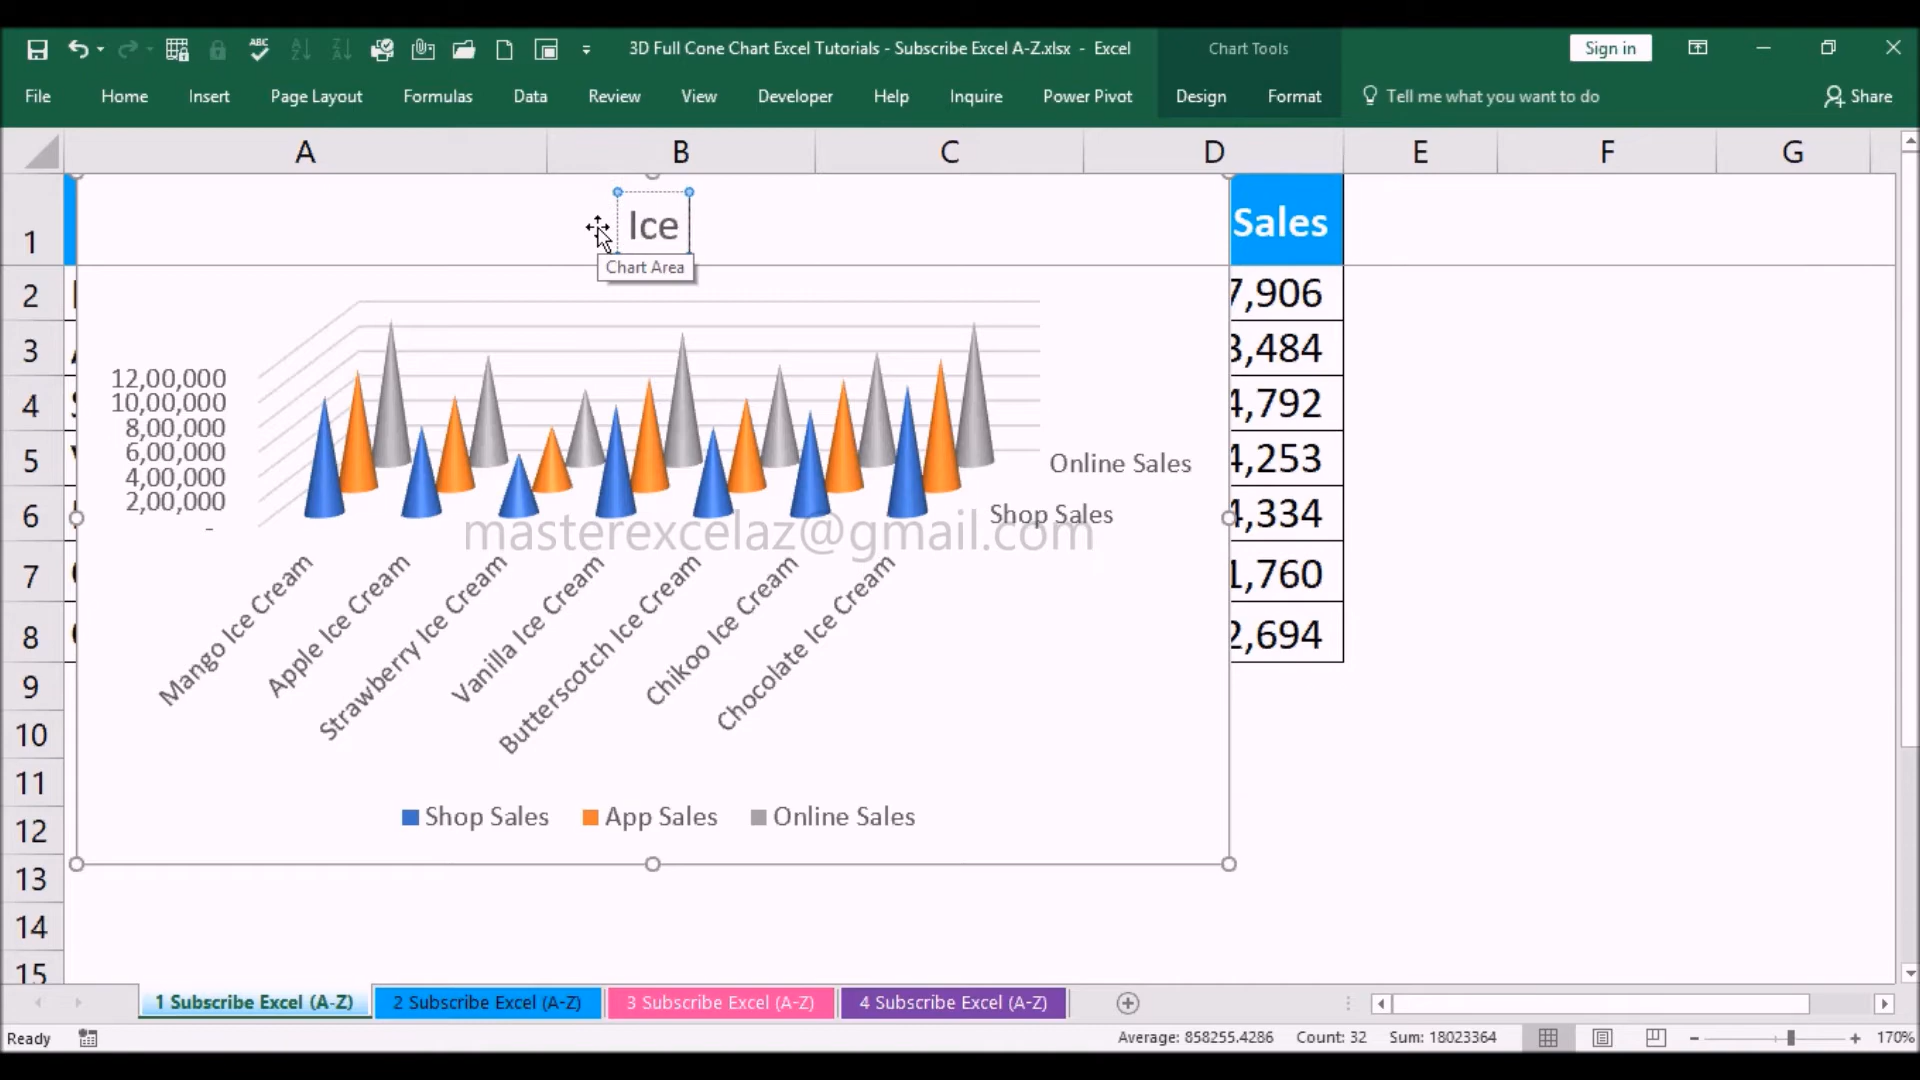 3D Full Cone Chart Excel Tutorials - Subscribe Excel A-Z.xlsx - Excel
Chart Tools
Sign in
File Home Insert Page Layout Formulas Data Review View Developer Help Inquire Power Pivot Design Format Tell me what you want to do Share
A B C D E F G
1
Ice
Sales
Chart Area
2
7,906
3
3,484
12,00,000
10,00,000
4
4,792
8,00,000
6,00,000
5
4,253
Online Sales
4,00,000
2,00,000
6
4,334
Shop Sales
-
masterexcelaz@gmail.com
7
1,760
Mango Ice Cream
Apple Ice Cream
Strawberry Ice Cream
Vanilla Ice Cream
Butterscotch Ice Cream
Chikoo Ice Cream
Chocolate Ice Cream
8
2,694
9
10
11
12
Shop Sales App Sales Online Sales
13
14
15
1 Subscribe Excel (A-Z) 2 Subscribe Excel (A-Z) 3 Subscribe Excel (A-Z) 4 Subscribe Excel (A-Z)
Ready
Average: 858255.4286 Count: 32 Sum: 18023364
170%